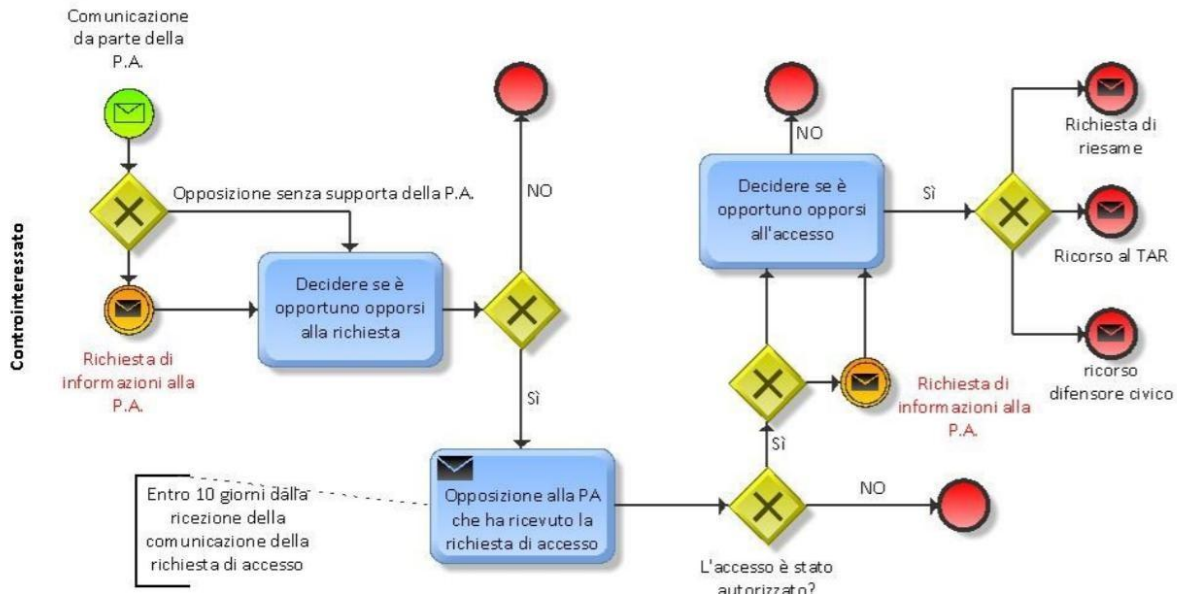 Comunicazione
da parte della
P.A.
Controinteressato
Opposizione senza supporta della P.A.
Decidere se è
opportuno opporsi
alla richiesta
Richiesta di
informazioni alla
P.A.
NO
Sì
Entro 10 giorni dalla
ricezione della
comunicazione della
richiesta di accesso
Opposizione alla PA
che ha ricevuto la
richiesta di accesso
L'accesso è stato
autorizzato?
NO
Sì
Richiesta di
informazioni alla
P.A.
Decidere se è
opportuno opporsi
all'accesso
NO
Sì
Richiesta di
riesame
Ricorso al TAR
ricorso
difensore civico